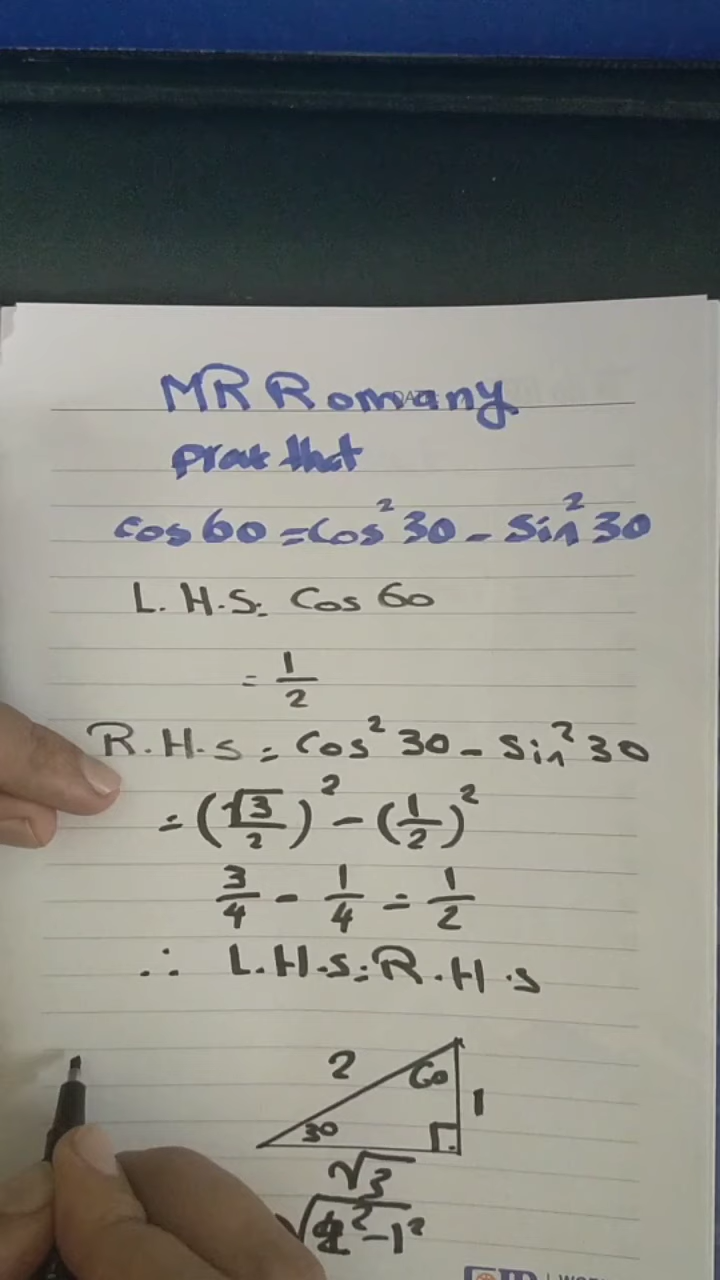 MR Romany
prove that
cos 60 = cos² 30 - sin² 30
L.H.S = Cos 60
= 1/2
R.H.S = Cos² 30 - Sin² 30
= (√3/2)² - (1/2)²
3/4 - 1/4 = 1/2
∴ L.H.S = R.H.S
2
60
1
30
√3
√2²-1²